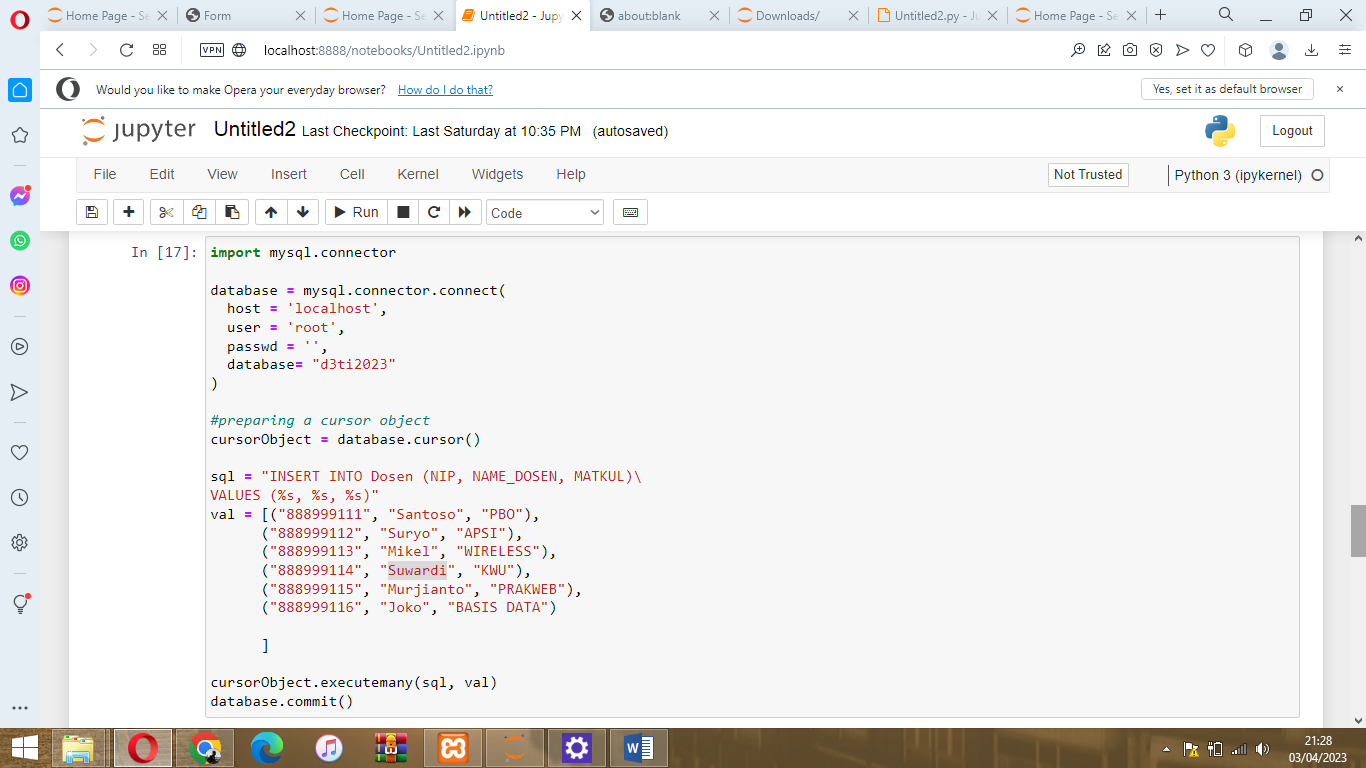 Home Page - Se
Form
Home Page - Se
Untitled2 - Jupy
about:blank
Downloads/
Untitled2.py - Ju
Home Page - Se
VPN
localhost:8888/notebooks/Untitled2.ipynb
Would you like to make Opera your everyday browser? How do I do that?
Yes, set it as default browser
jupyter Untitled2 Last Checkpoint: Last Saturday at 10:35 PM (autosaved)
Logout
File Edit View Insert Cell Kernel Widgets Help
Not Trusted
Python 3 (ipykernel)
Run
Code
In [17]:
import mysql.connector
database = mysql.connector.connect(
host = 'localhost',
user = 'root',
passwd = '',
database= "d3ti2023"
)
#preparing a cursor object
cursorObject = database.cursor()
sql = "INSERT INTO Dosen (NIP, NAME_DOSEN, MATKUL)\
VALUES (%s, %s, %s)"
val = [("888999111", "Santoso", "PBO"),
("888999112", "Suryo", "APSI"),
("888999113", "Mikel", "WIRELESS"),
("888999114", "Suwardi", "KWU"),
("888999115", "Murjianto", "PRAKWEB"),
("888999116", "Joko", "BASIS DATA")
]
cursorObject.executemany(sql, val)
database.commit()
21:28
03/04/2023